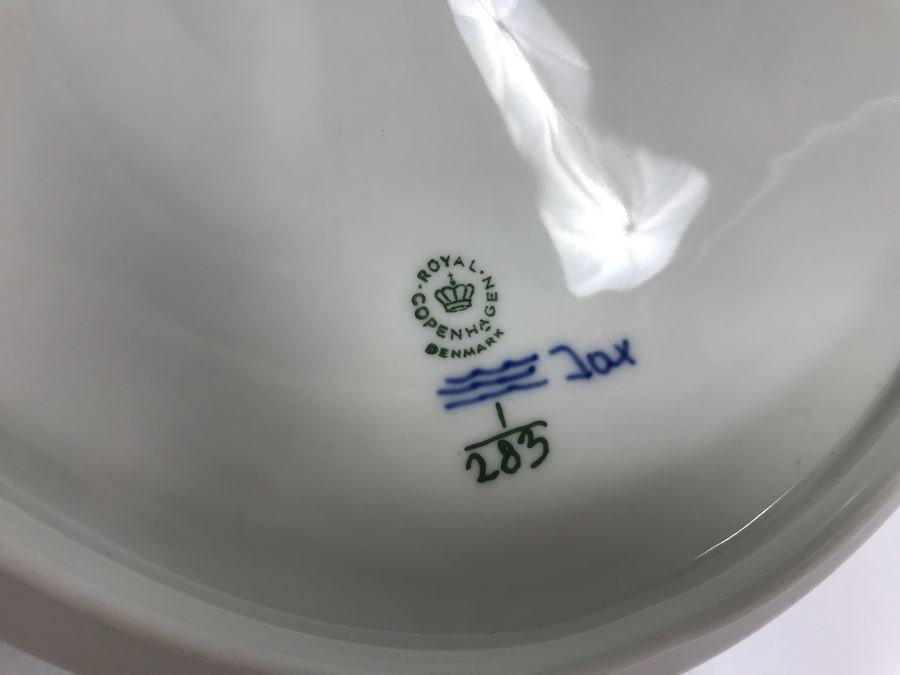 ROYAL
COPENHAGEN
DENMARK
Jax
1
283